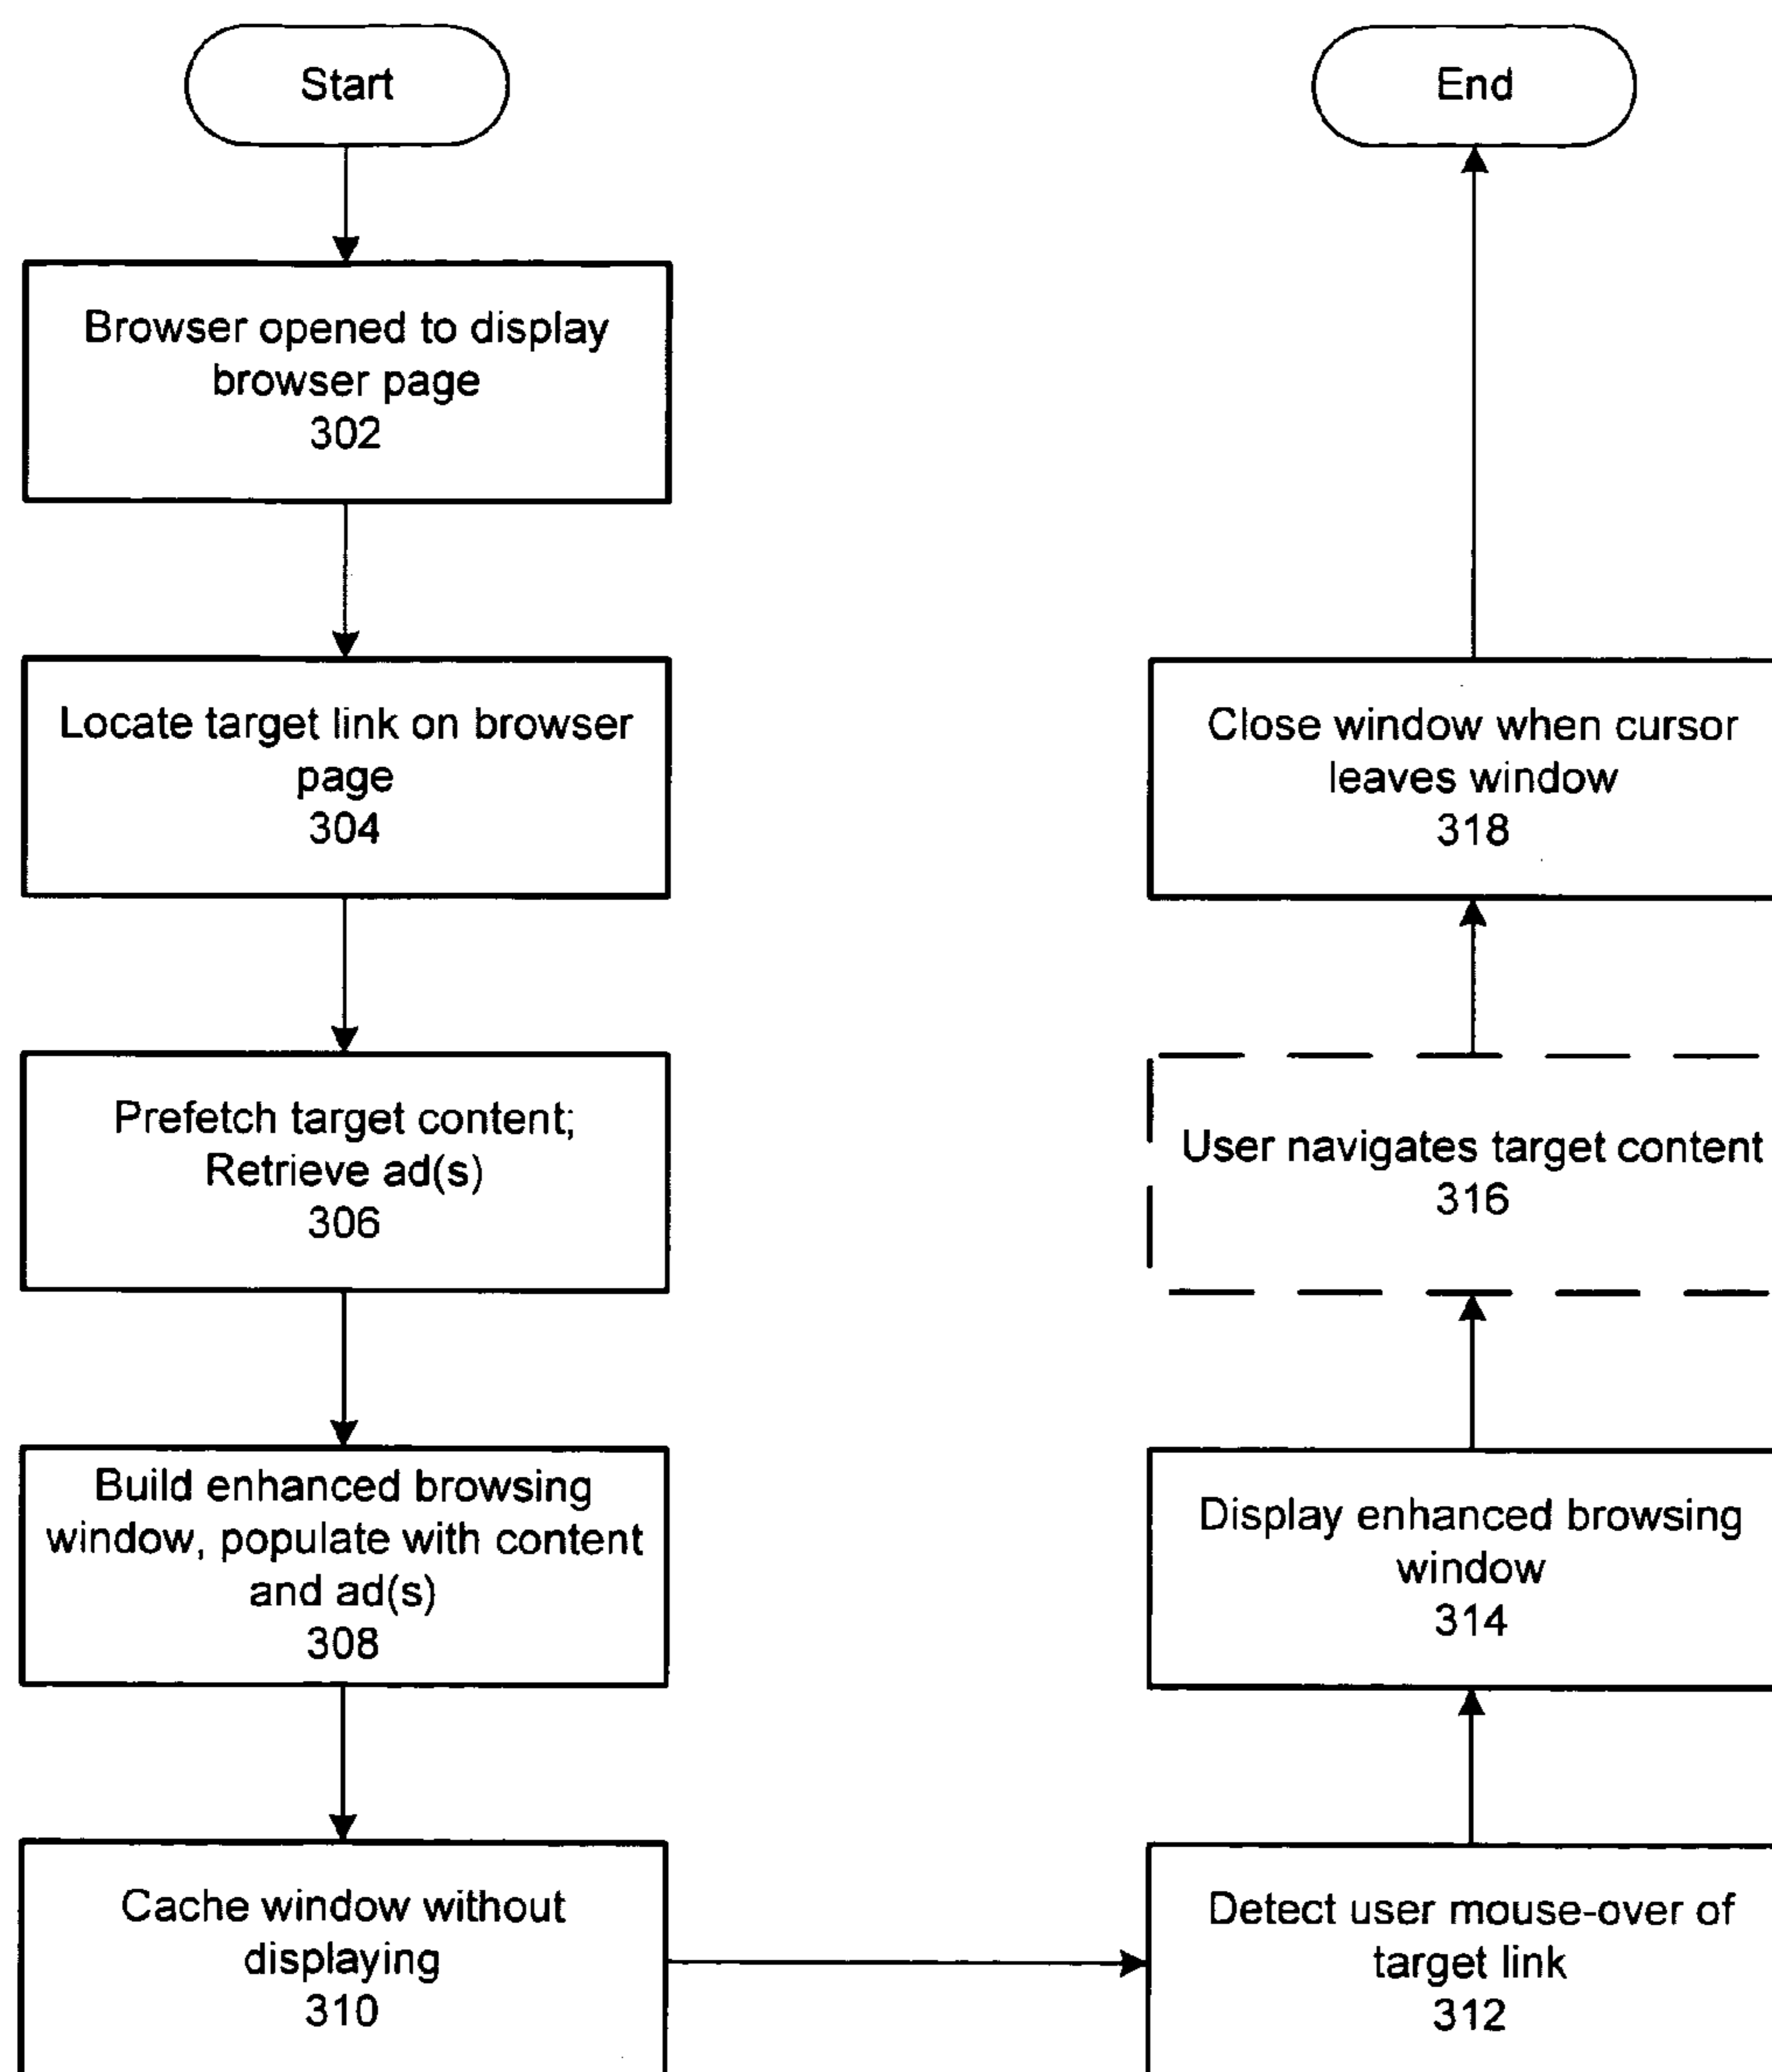 Start
Browser opened to display
browser page
302
Locate target link on browser
page
304
Prefetch target content;
Retrieve ad(s)
306
Build enhanced browsing
window, populate with content
and ad(s)
308
Cache window without
displaying
310
Detect user mouse-over of
target link
312
Display enhanced browsing
window
314
User navigates target content
316
Close window when cursor
leaves window
318
End